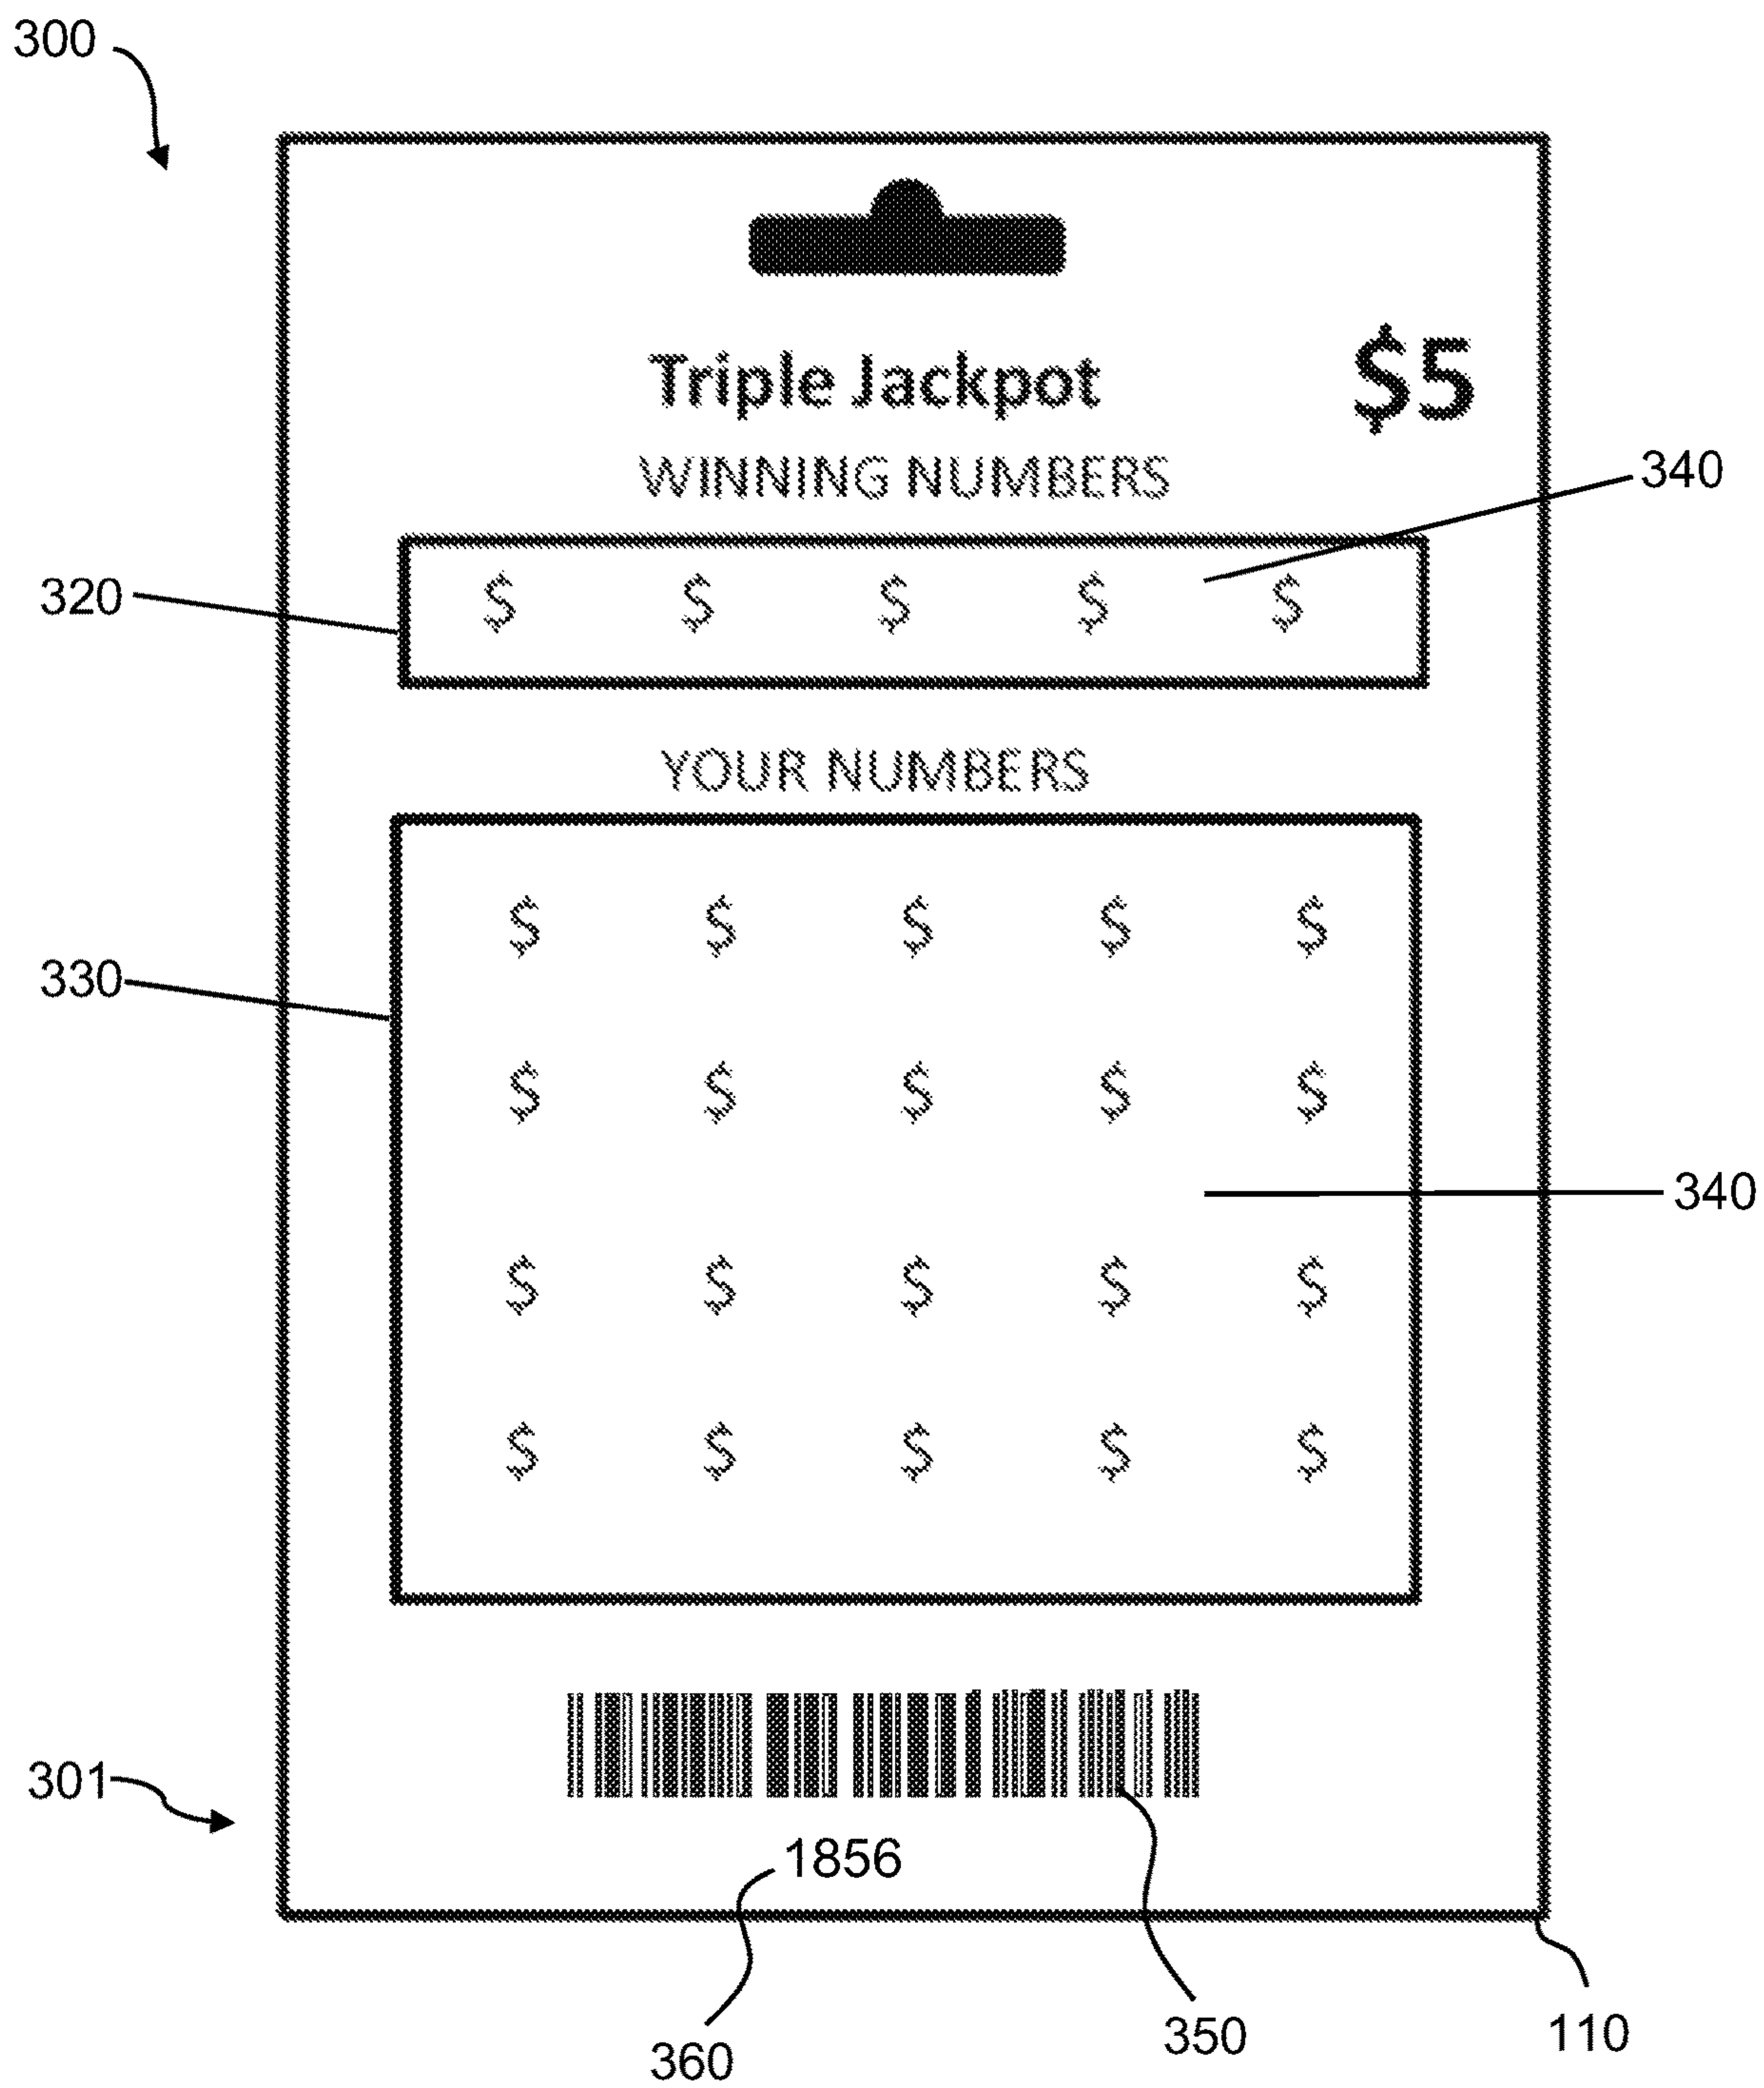 300
Triple Jackpot $5
WINNING NUMBERS
340
320
$ $ $ $ $
YOUR NUMBERS
$ $ $ $ $
330
$ $ $ $ $
340
$ $ $ $ $
$ $ $ $ $
301
1856
360
350
110